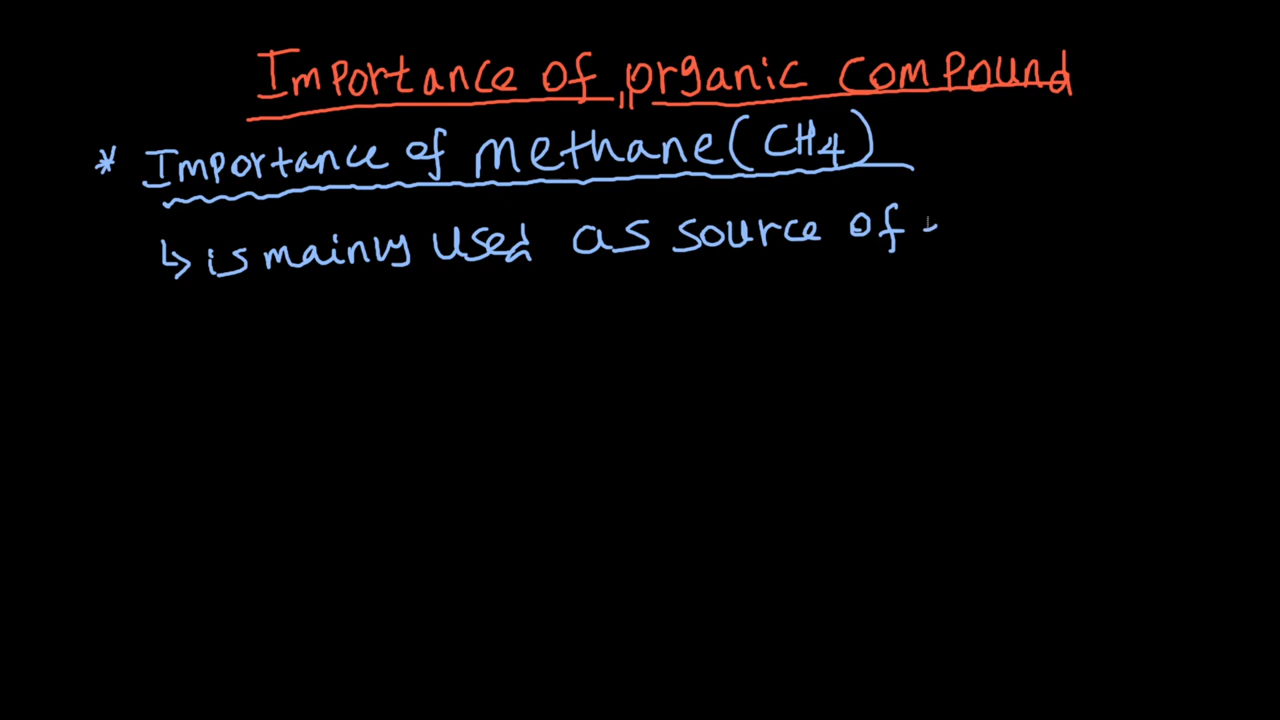 Importance of organic compound
* Importance of methane (CH4)
↳ is mainly used as source of